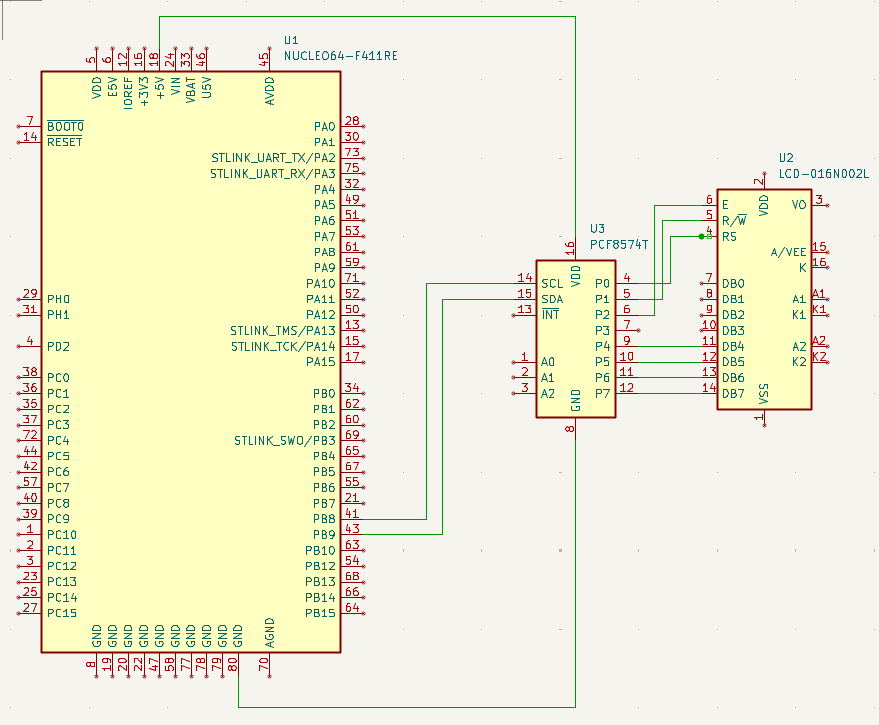 U1
NUCLEO64-F411RE
5 6 12 16 18 24 33 46 45
VDD E5V IOREF +3V3 +5V VIN VBAT U5V AVDD
7 BOOT0
14 RESET
PA0 28
PA1 30
STLINK_UART_TX/PA2 73
STLINK_UART_RX/PA3 75
PA4 32
PA5 49
PA6 51
PA7 53
PA8 61
PA9 59
PA10 71
29 PH0 PA11 52
31 PH1 PA12 50
STLINK_TMS/PA13 13
4 PD2 STLINK_TCK/PA14 15
PA15 17
38 PC0
36 PC1 PB0 34
35 PC2 PB1 62
37 PC3 PB2 60
72 PC4 STLINK_SWO/PB3 69
44 PC5 PB4 65
42 PC6 PB5 67
57 PC7 PB6 55
40 PC8 PB7 21
39 PC9 PB8 41
1 PC10 PB9 43
2 PC11 PB10 63
3 PC12 PB12 54
23 PC13 PB13 68
25 PC14 PB14 66
27 PC15 PB15 64
GND GND GND GND GND GND GND GND GND GND AGND
8 19 20 22 47 58 77 78 79 80 70
U3
PCF8574T
16
VDD
14 SCL P0 4
15 SDA P1 5
13 INT P2 6
P3 7
P4 9
1 A0 P5 10
2 A1 P6 11
3 A2 P7 12
GND
8
U2
LCD-016N002L
2
VDD
6 E VO 3
5 R/W
4 RS
A/VEE 15
K 16
7 DB0
8 DB1 A1 A1
9 DB2 K1 K1
10 DB3
11 DB4 A2 A2
12 DB5 K2 K2
13 DB6
14 DB7
VSS
1